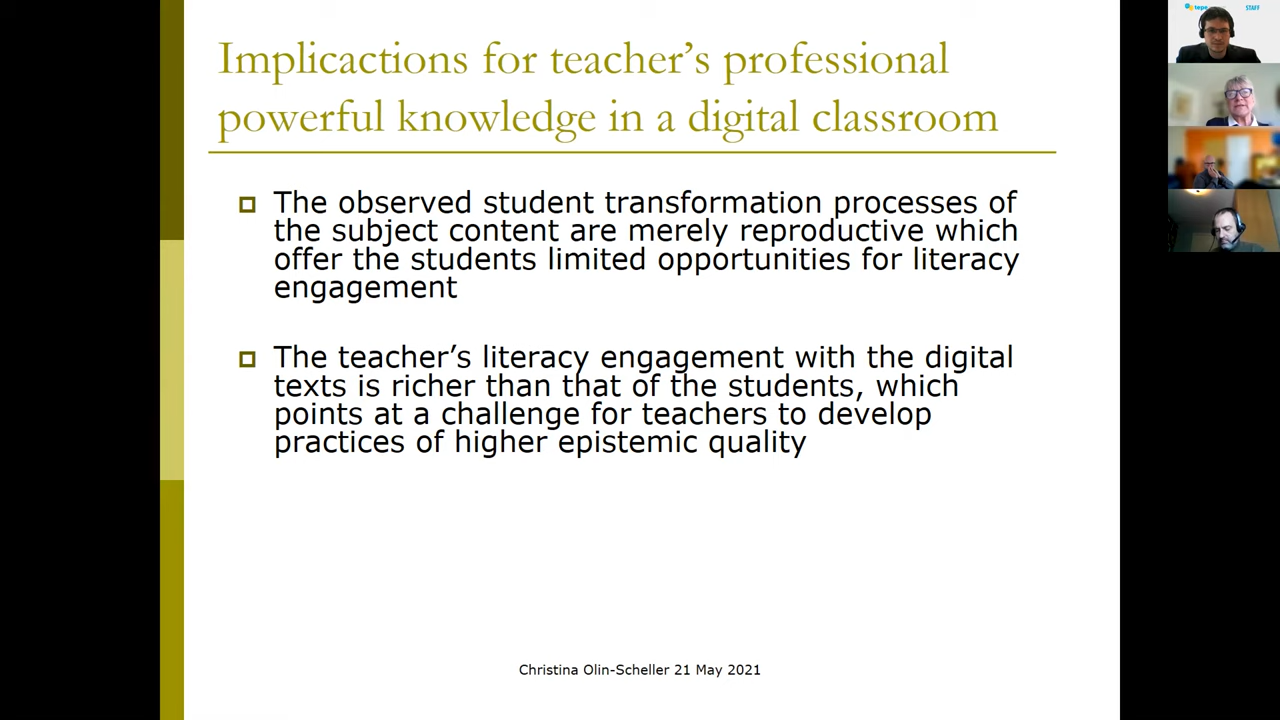 Implicactions for teacher's professional
powerful knowledge in a digital classroom
The observed student transformation processes of
the subject content are merely reproductive which
offer the students limited opportunities for literacy
engagement
The teacher's literacy engagement with the digital
texts is richer than that of the students, which
points at a challenge for teachers to develop
practices of higher epistemic quality
Christina Olin-Scheller 21 May 2021
STAFF